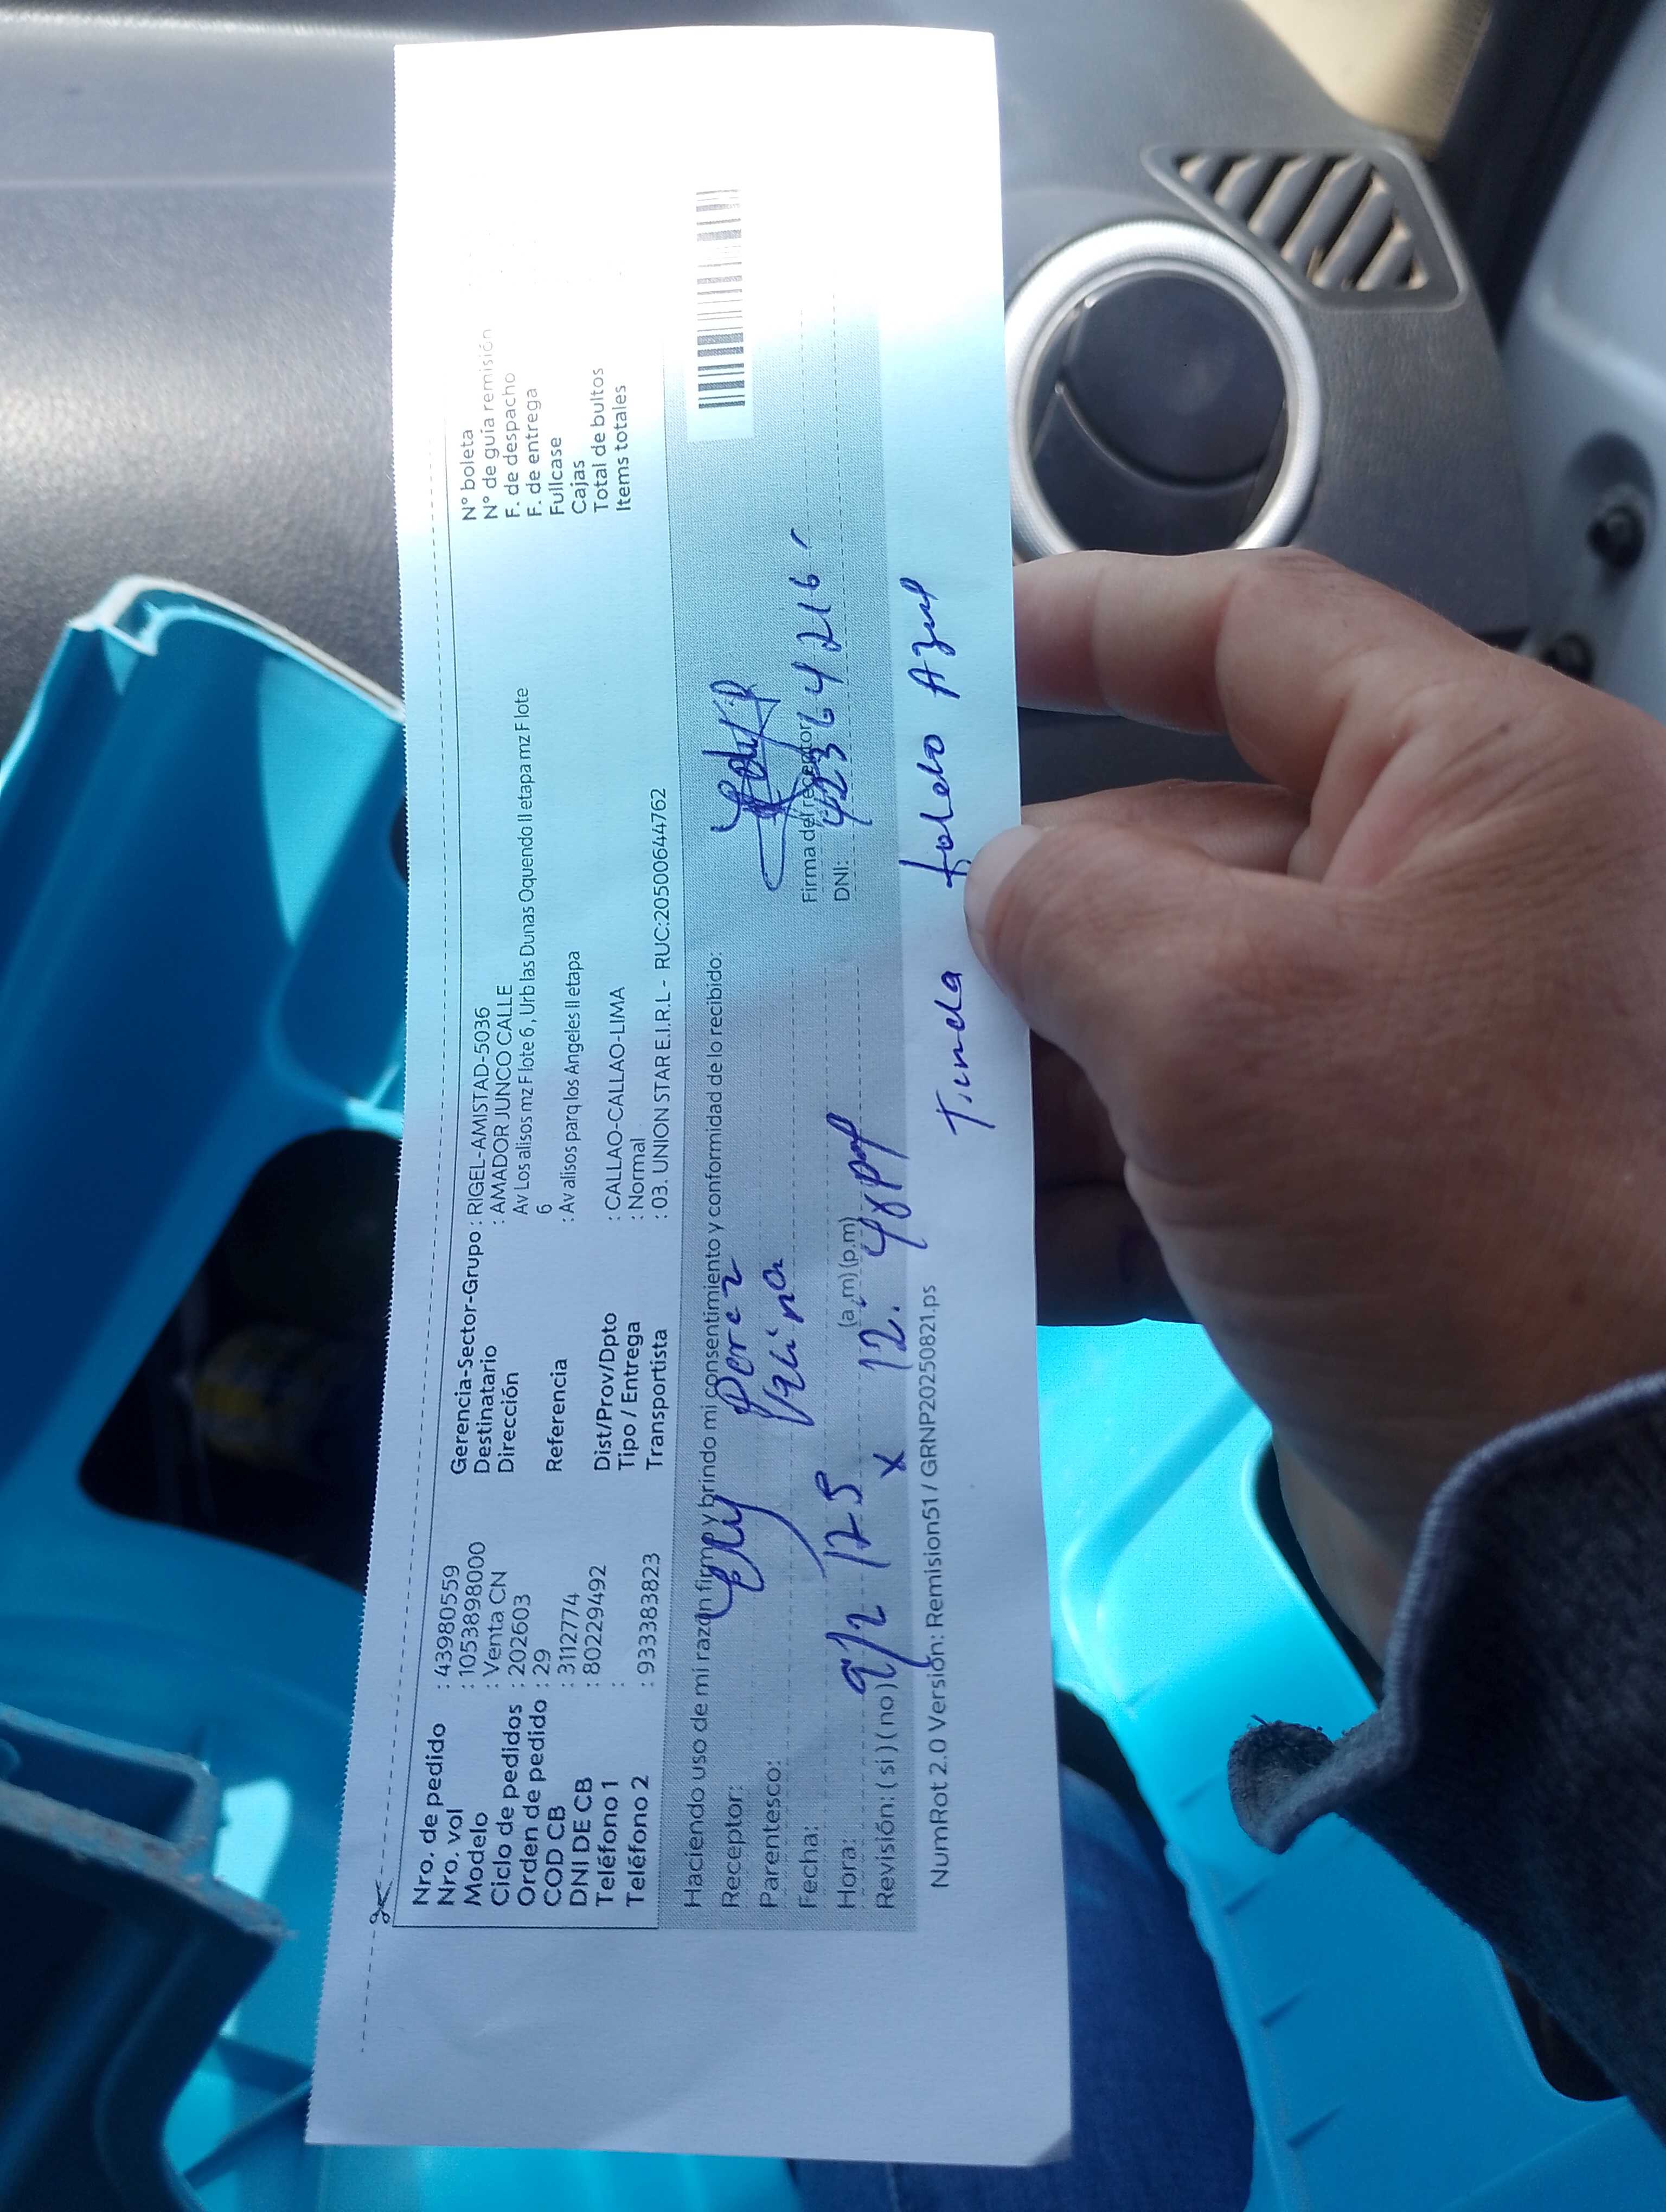 Nro. de pedido : 43980559
Nro. vol : 1053898000
Modelo : Venta CN
Ciclo de pedidos : 202603
Orden de pedido : 29
COD CB : 3112774
DNI DE CB : 80229492
Teléfono 1 :
Teléfono 2 : 933383823
Gerencia-Sector-Grupo : RIGEL-AMISTAD-5036
Destinatario : AMADOR JUNCO CALLE
Dirección Av Los alisos mz F lote 6 , Urb las Dunas Oquendo II etapa mz F lote
6
Referencia : Av alisos parq los Angeles II etapa
Dist/Prov/Dpto : CALLAO-CALLAO-LIMA
Tipo / Entrega : Normal
Transportista : 03. UNION STAR E.I.R.L - RUC:20500644762
N° boleta
N° de guía remisión
F. de despacho
F. de entrega
Fullcase
Cajas
Total de bultos
Items totales
Haciendo uso de mi razón firme y brindo mi consentimiento y conformidad de lo recibido:
Receptor: Perez
Parentesco:
Fecha:
Hora: (a.m) (p.m)
Revisión: ( si ) ( no ) x
Firma del receptor
DNI:
Tienda toldo Azul
NumRot 2.0 Versión: Remision51 / GRNP20250821.ps